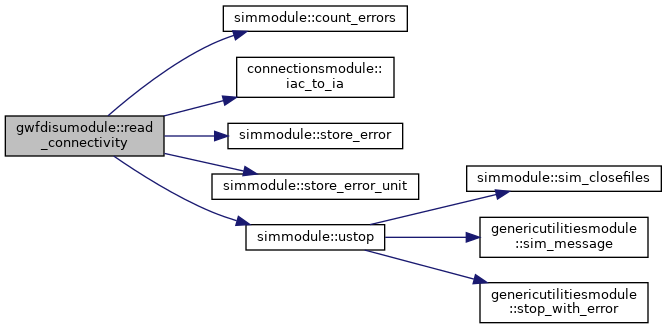 simmodule::count_errors
connectionsmodule::
iac_to_ia
gwfdisumodule::read
_connectivity
simmodule::store_error
simmodule::store_error_unit
simmodule::ustop
simmodule::sim_closefiles
genericutilitiesmodule
::sim_message
genericutilitiesmodule
::stop_with_error